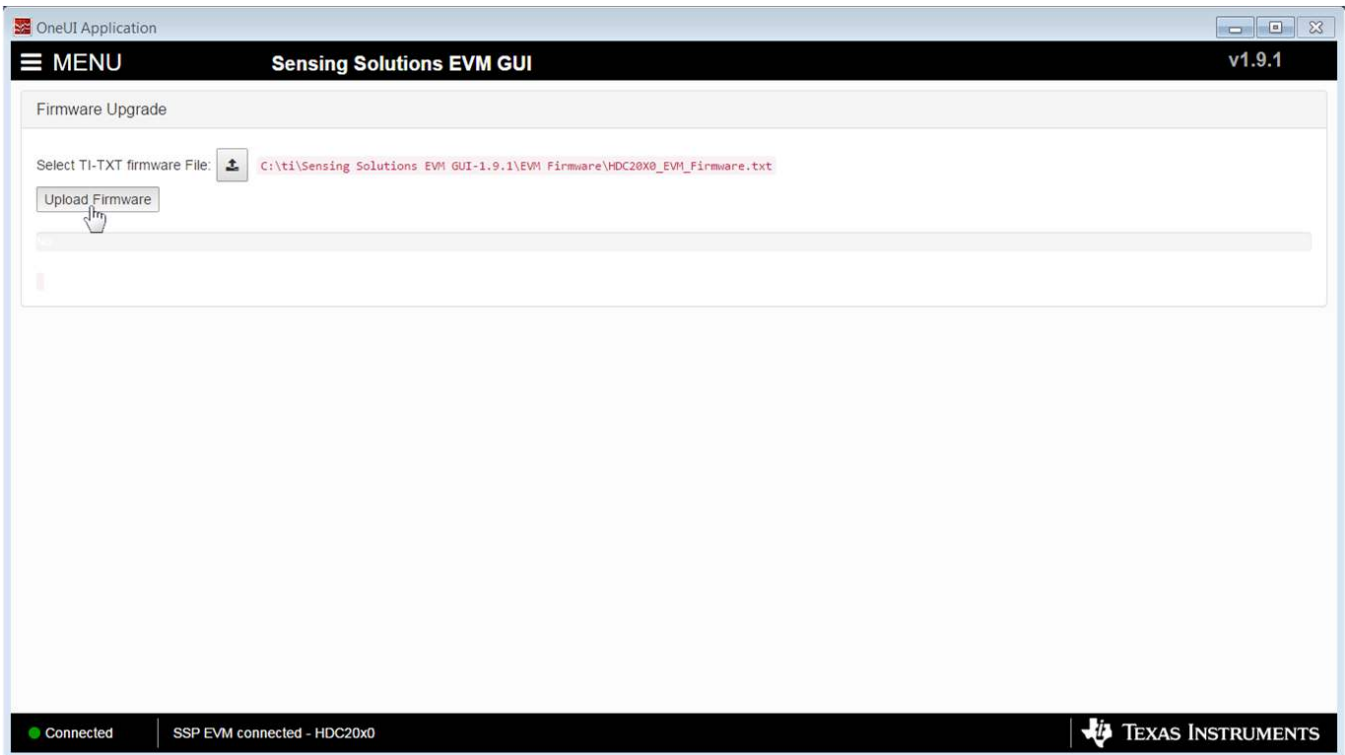 OneUI Application
MENU Sensing Solutions EVM GUI v1.9.1
Firmware Upgrade
Select TI-TXT firmware File: C:\ti\Sensing Solutions EVM GUI-1.9.1\EVM Firmware\HDC20X0_EVM_Firmware.txt
Upload Firmware
Connected SSP EVM connected - HDC20x0 TEXAS INSTRUMENTS